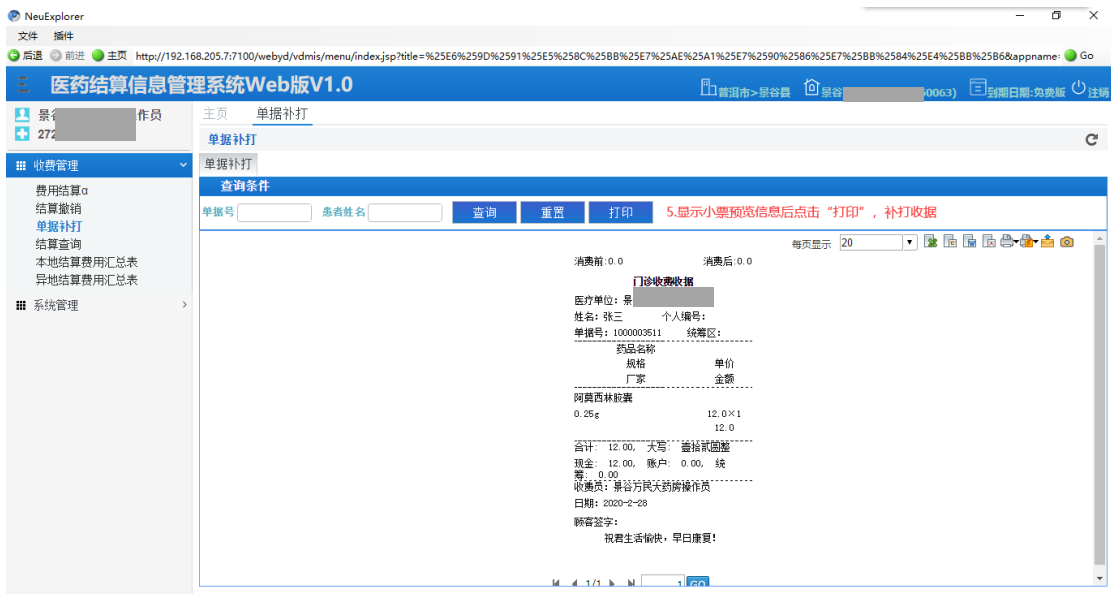 NeuExplorer
文件 插件
后退 前进 主页 http://192.168.205.7:7100/webyd/vdmis/menu/index.jsp?title=%25E6%259D%2591%25E5%258C%25BB%25E7%25AE%25A1%25E7%2590%2586%25E7%25BB%2584%25E4%25BB%25B6&appname: Go
医药结算信息管理系统Web版V1.0
普洱市>景谷县 景谷 60063) 到期日期:免费版 注销
景谷 作员
272
主页 单据补打
单据补打
收费管理
费用结算α
结算撤销
单据补打
结算查询
本地结算费用汇总表
异地结算费用汇总表
系统管理
单据补打
查询条件
单据号 患者姓名 查询 重置 打印 5.显示小票预览信息后点击“打印”，补打收据
每页显示 20
消费前:0.0 消费后:0.0
门诊收费收据
医疗单位: 景
姓名: 张三 个人编号:
单据号: 1000003511 统筹区:
药品名称
规格 单价
厂家 金额
阿莫西林胶囊
0.25g 12.0×1
12.0
合计: 12.00, 大写: 壹拾贰圆整
现金: 12.00, 账户: 0.00, 统
筹: 0.00
收费员: 景谷万民大药房操作员
日期: 2020-2-28
顾客签字:
祝君生活愉快，早日康复!
1/1 1 GO